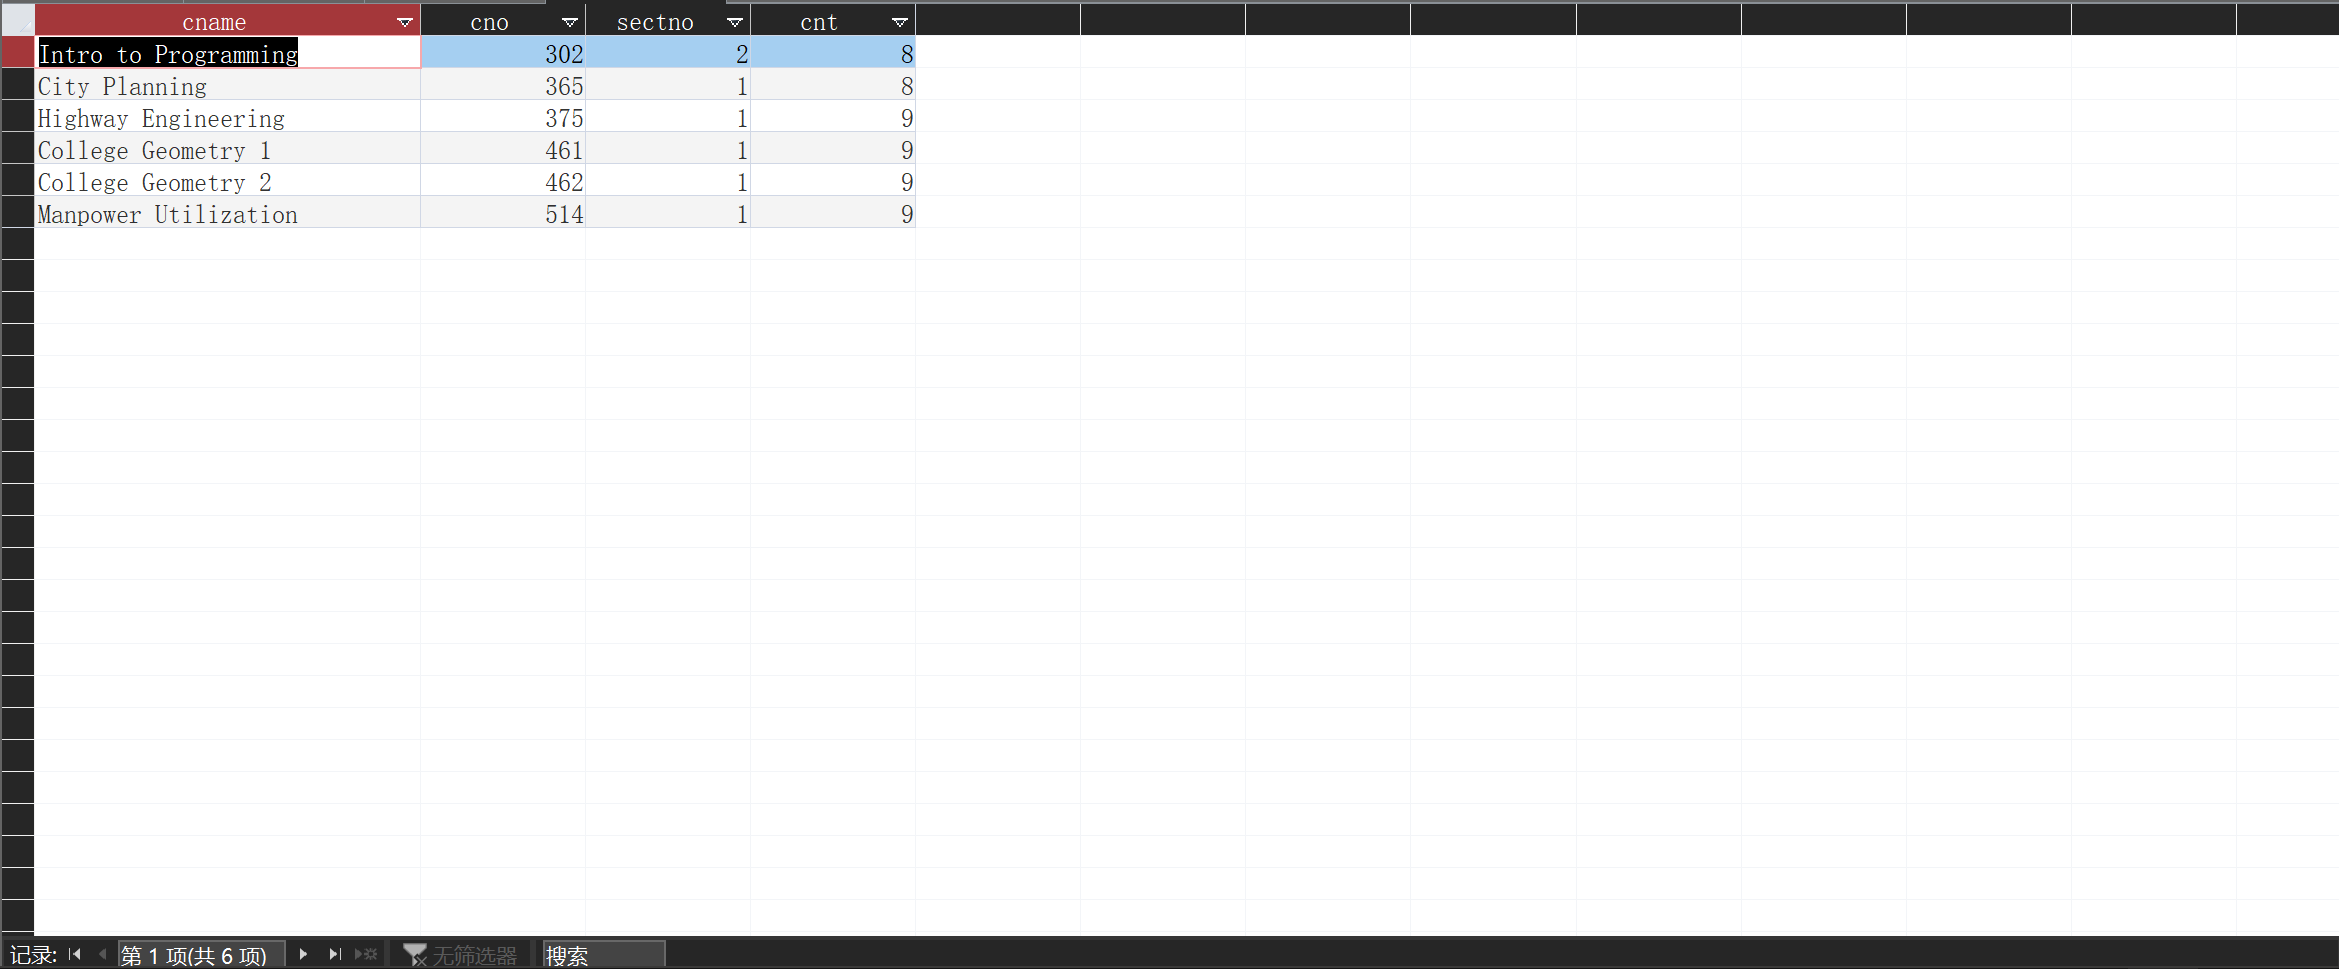 cname cno sectno cnt
Intro to Programming 302 2 8
City Planning 365 1 8
Highway Engineering 375 1 9
College Geometry 1 461 1 9
College Geometry 2 462 1 9
Manpower Utilization 514 1 9
记录: 第 1 项(共 6 项) 无筛选器 搜索